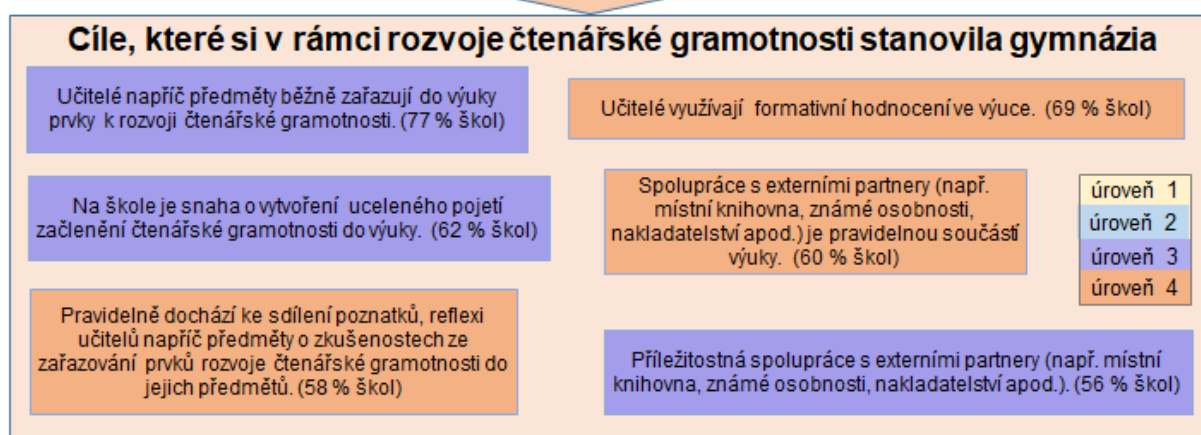 Cíle, které si v rámci rozvoje čtenářské gramotnosti stanovila gymnázia
Učitelé napříč předměty běžně zařazují do výuky
prvky k rozvoji čtenářské gramotnosti. (77 % škol)
Učitelé využívají formativní hodnocení ve výuce. (69 % škol)
Na škole je snaha o vytvoření uceleného pojetí
začlenění čtenářské gramotnosti do výuky. (62 % škol)
Spolupráce s externími partnery (např.
místní knihovna, známé osobnosti,
nakladatelství apod.) je pravidelnou součástí
výuky. (60 % škol)
úroveň 1
úroveň 2
úroveň 3
úroveň 4
Pravidelně dochází ke sdílení poznatků, reflexi
učitelů napříč předměty o zkušenostech ze
zařazování prvků rozvoje čtenářské gramotnosti do
jejich předmětů. (58 % škol)
Příležitostná spolupráce s externími partnery (např. místní
knihovna, známé osobnosti, nakladatelství apod.). (56 % škol)